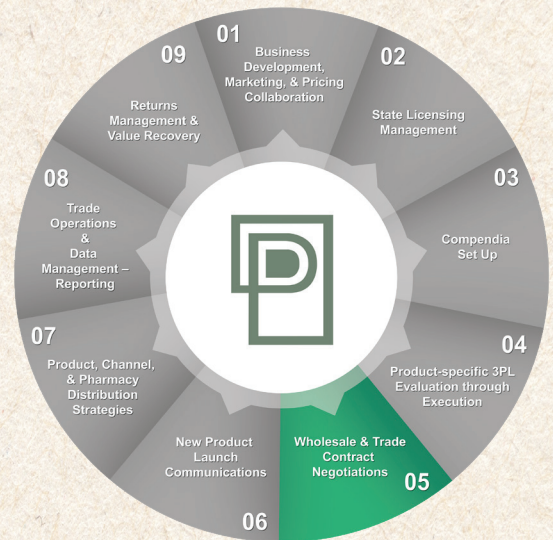 01
Business
Development,
Marketing, & Pricing
Collaboration
02
State Licensing
Management
03
Compendia
Set Up
04
Product-specific 3PL
Evaluation through
Execution
Wholesale & Trade
Contract
Negotiations
05
New Product
Launch
Communications
06
07
Product, Channel,
& Pharmacy
Distribution
Strategies
08
Trade
Operations
&
Data
Management –
Reporting
09
Returns
Management &
Value Recovery